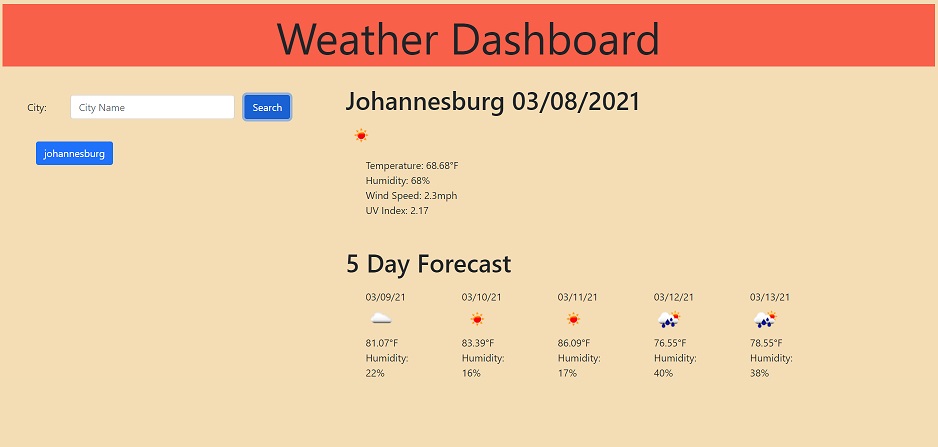 Weather Dashboard
City:
City Name
Search
johannesburg
Johannesburg 03/08/2021
Temperature: 68.68°F
Humidity: 68%
Wind Speed: 2.3mph
UV Index: 2.17
5 Day Forecast
03/09/21
81.07°F
Humidity:
22%
03/10/21
83.39°F
Humidity:
16%
03/11/21
86.09°F
Humidity:
17%
03/12/21
76.55°F
Humidity:
40%
03/13/21
78.55°F
Humidity:
38%